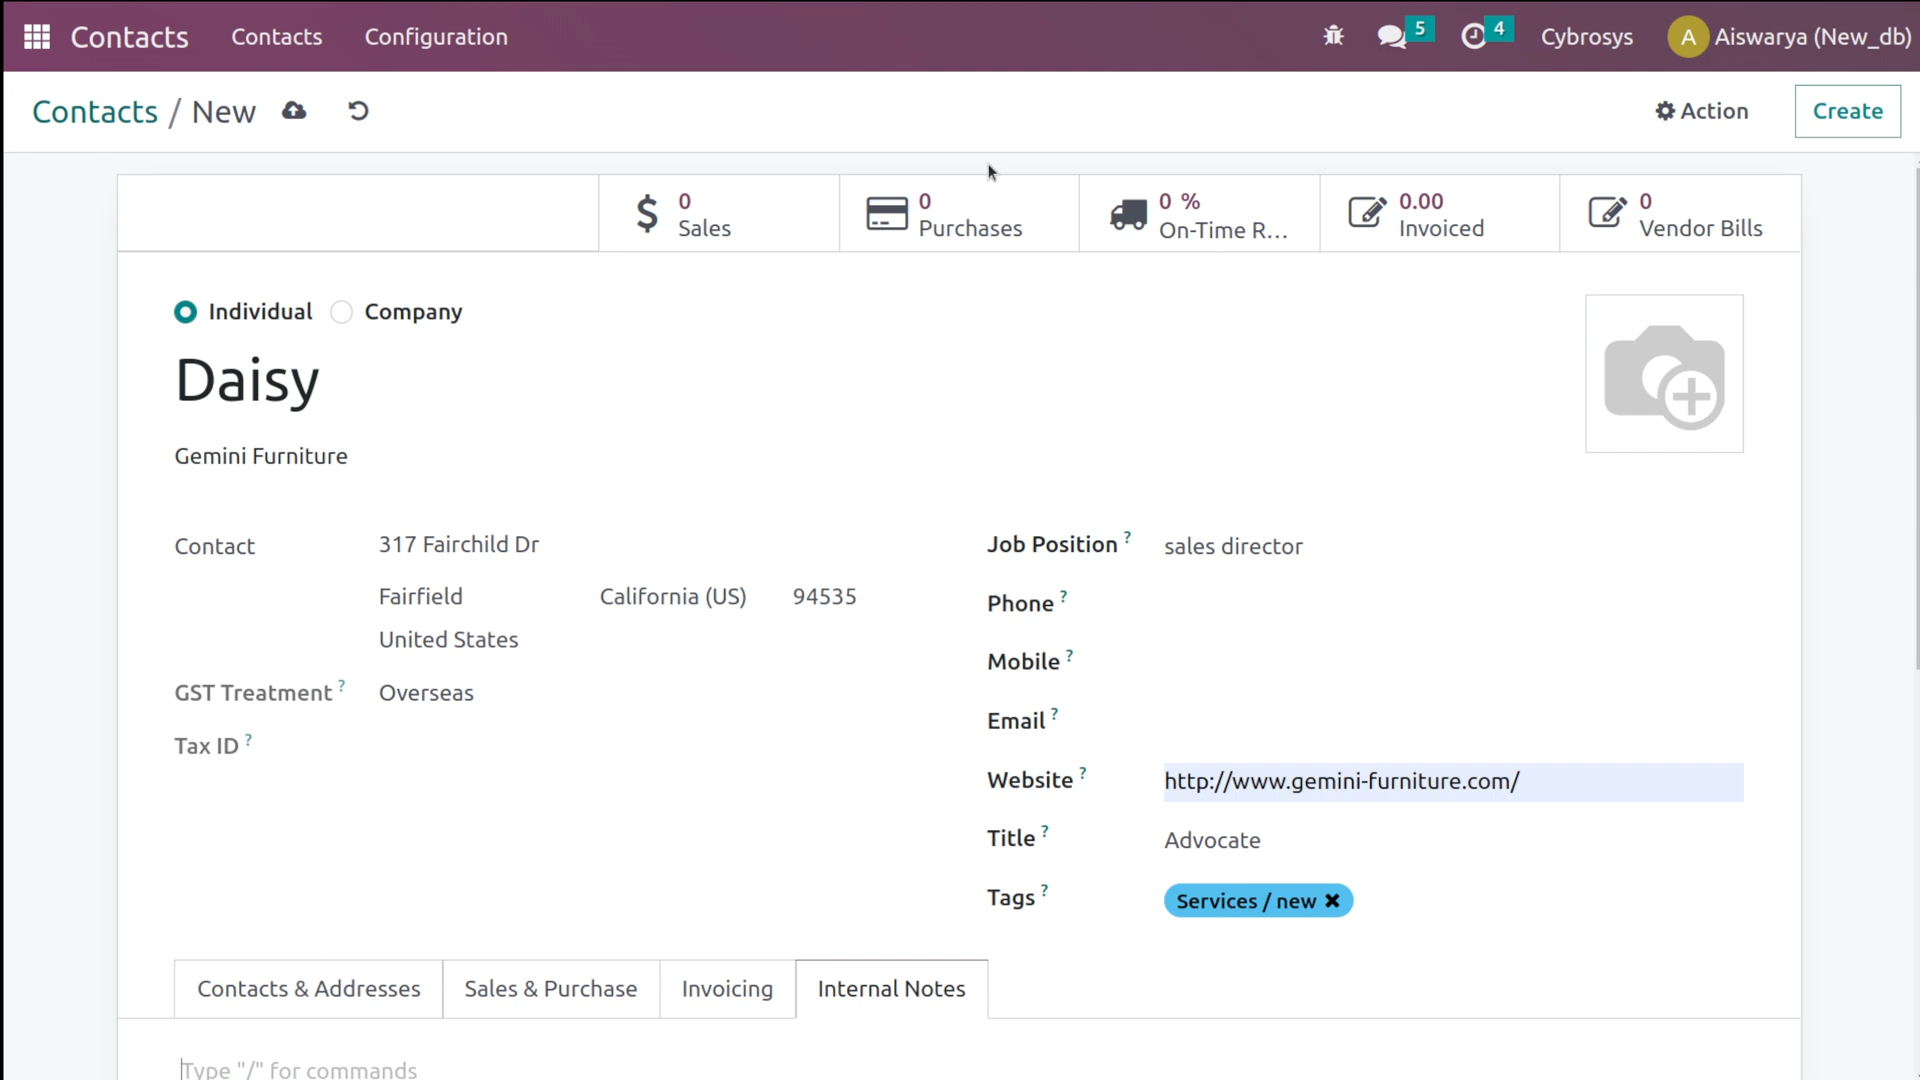 Contacts Contacts Configuration 5 4 Cybrosys A Aiswarya (New_db)
Contacts / New Action Create
0 Sales
0 Purchases
0 % On-Time R...
0.00 Invoiced
0 Vendor Bills
Individual Company
Daisy
Gemini Furniture
Contact 317 Fairchild Dr
Fairfield California (US) 94535
United States
GST Treatment ? Overseas
Tax ID ?
Job Position ? sales director
Phone ?
Mobile ?
Email ?
Website ? http://www.gemini-furniture.com/
Title ? Advocate
Tags ? Services / new
Contacts & Addresses Sales & Purchase Invoicing Internal Notes
Type "/" for commands